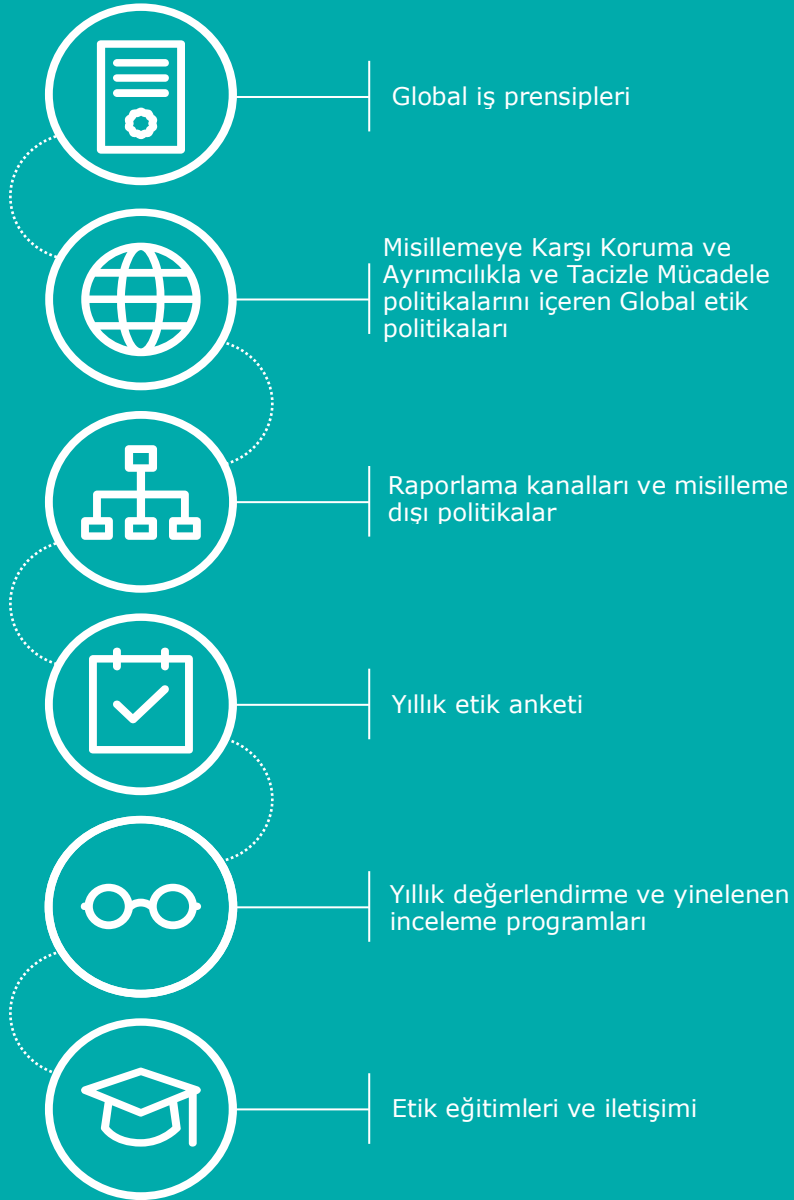 Global iş prensipleri
Misillemeye Karşı Koruma ve
Ayrımcılıkla ve Tacizle Mücadele
politikalarını içeren Global etik
politikaları
Raporlama kanalları ve misilleme
dışı politikalar
Yıllık etik anketi
Yıllık değerlendirme ve yinelenen
inceleme programları
Etik eğitimleri ve iletişimi